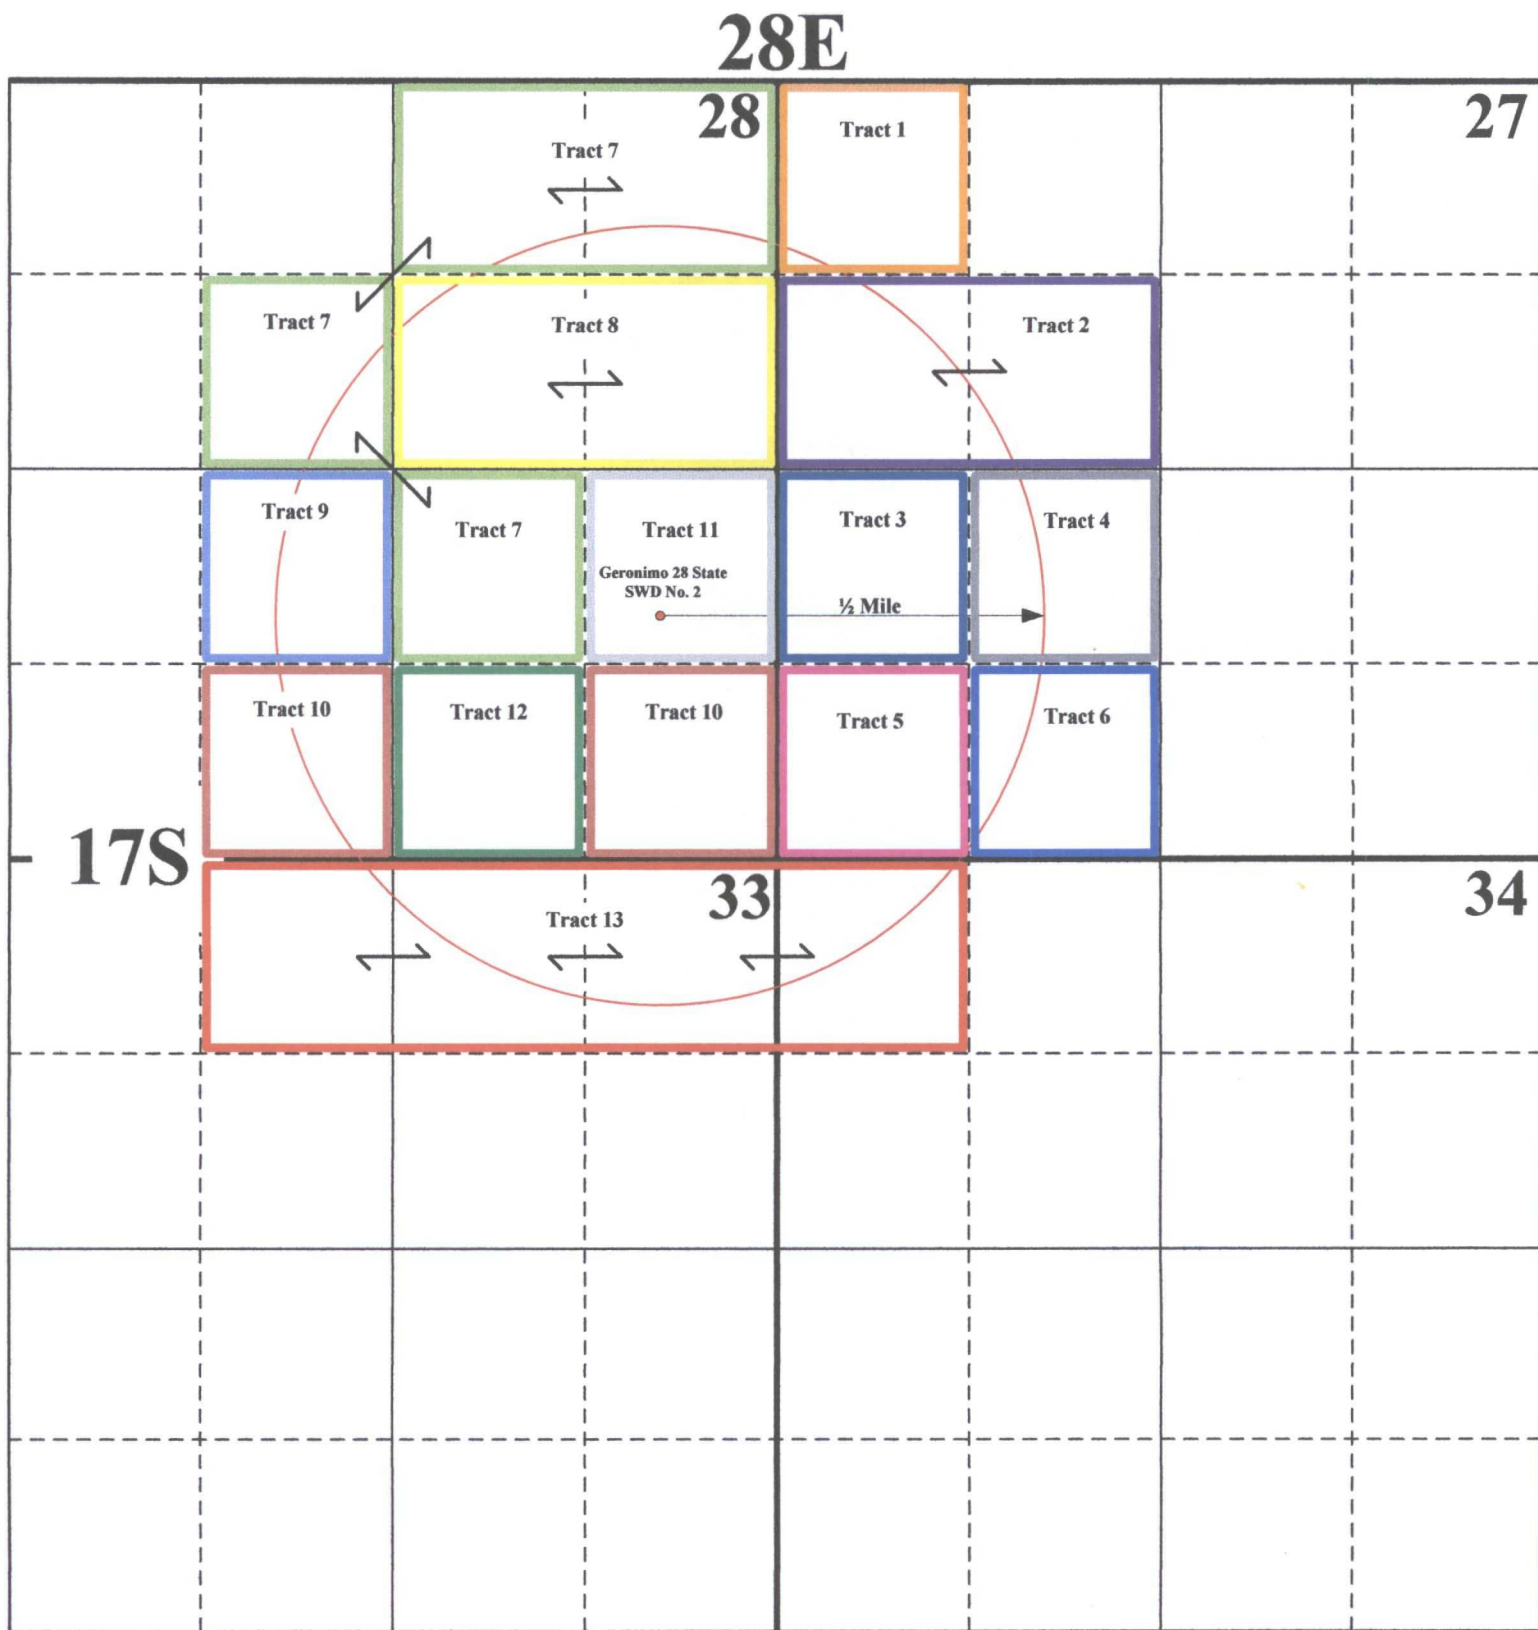 28E
28
27
Tract 1
Tract 7
Tract 7
Tract 8
Tract 2
Tract 9
Tract 7
Tract 11
Tract 3
Tract 4
Geronimo 28 State
SWD No. 2
½ Mile
Tract 10
Tract 12
Tract 10
Tract 5
Tract 6
17S
33
34
Tract 13